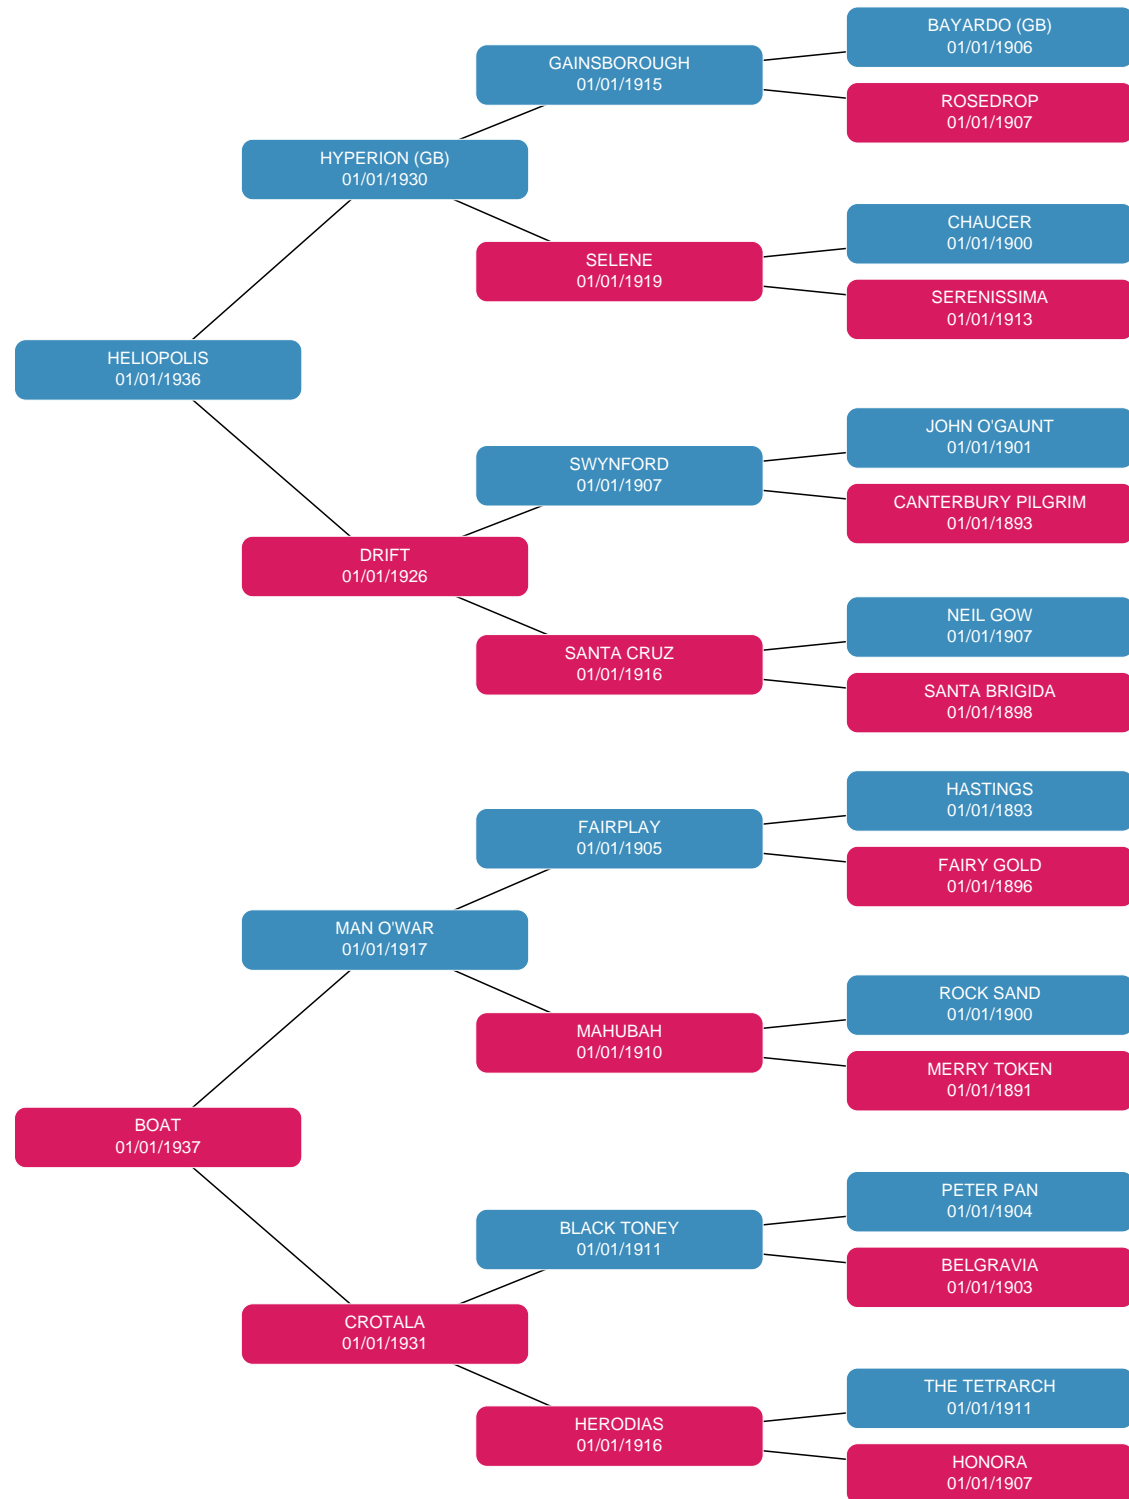 BAYARDO (GB)
01/01/1906
GAINSBOROUGH
01/01/1915
ROSEDROP
01/01/1907
HYPERION (GB)
01/01/1930
CHAUCER
01/01/1900
SELENE
01/01/1919
SERENISSIMA
01/01/1913
HELIOPOLIS
01/01/1936
JOHN O'GAUNT
01/01/1901
SWYNFORD
01/01/1907
CANTERBURY PILGRIM
01/01/1893
DRIFT
01/01/1926
NEIL GOW
01/01/1907
SANTA CRUZ
01/01/1916
SANTA BRIGIDA
01/01/1898
HASTINGS
01/01/1893
FAIRPLAY
01/01/1905
FAIRY GOLD
01/01/1896
MAN O'WAR
01/01/1917
ROCK SAND
01/01/1900
MAHUBAH
01/01/1910
MERRY TOKEN
01/01/1891
BOAT
01/01/1937
PETER PAN
01/01/1904
BLACK TONEY
01/01/1911
BELGRAVIA
01/01/1903
CROTALA
01/01/1931
THE TETRARCH
01/01/1911
HERODIAS
01/01/1916
HONORA
01/01/1907